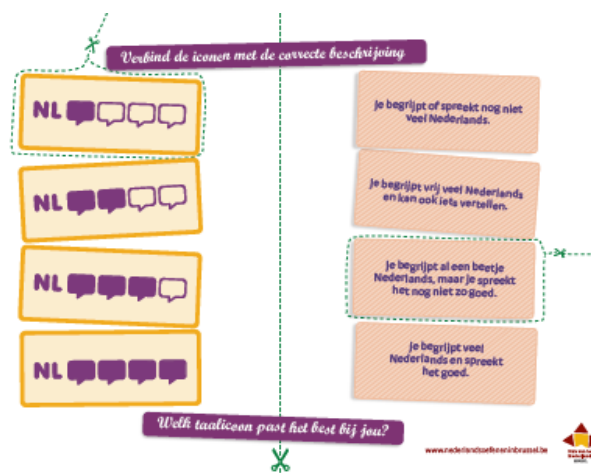 Verbind de iconen met de correcte beschrijving
NL
Je begrijpt of spreekt nog niet
veel Nederlands.
NL
Je begrijpt vrij veel Nederlands
en kan ook iets vertellen.
NL
Je begrijpt al een beetje
Nederlands, maar je spreekt
het nog niet zo goed.
NL
Je begrijpt veel
Nederlands en spreekt
het goed.
Welk taalicoon past het best bij jou?
www.nederlandsoefeneninbrussel.be